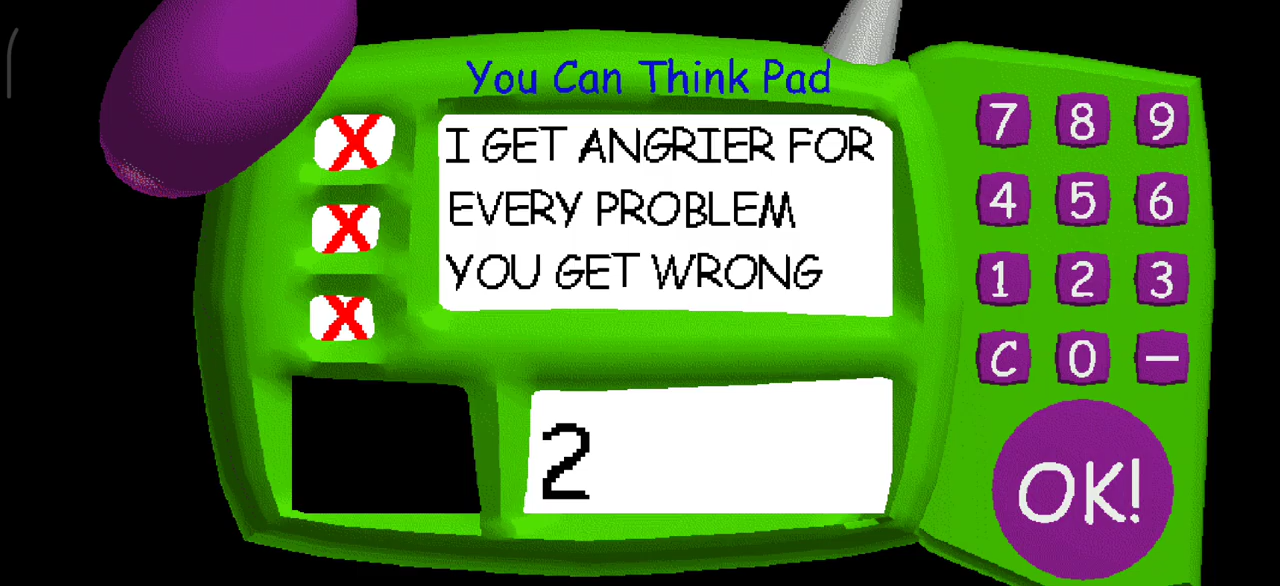 You Can Think Pad
X
I GET ANGRIER FOR
EVERY PROBLEM
X
YOU GET WRONG
X
2
7 8 9
4 5 6
1 2 3
C 0 —
OK!